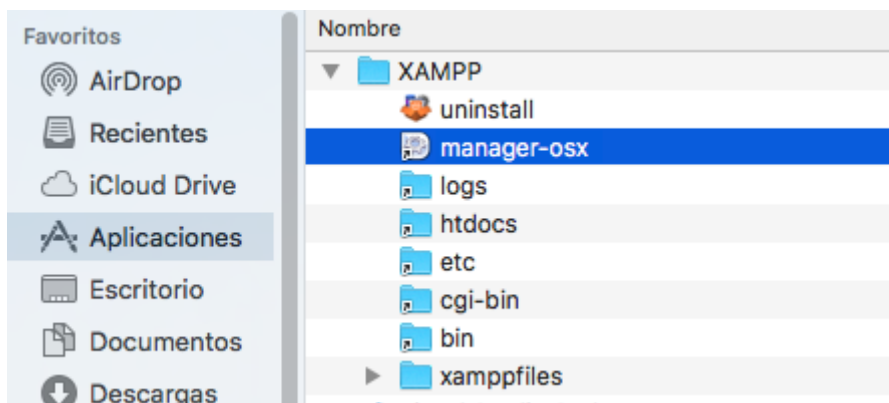 Favoritos
AirDrop
Recientes
iCloud Drive
Aplicaciones
Escritorio
Documentos
Descargas
Nombre
XAMPP
uninstall
manager-osx
logs
htdocs
etc
cgi-bin
bin
xamppfiles